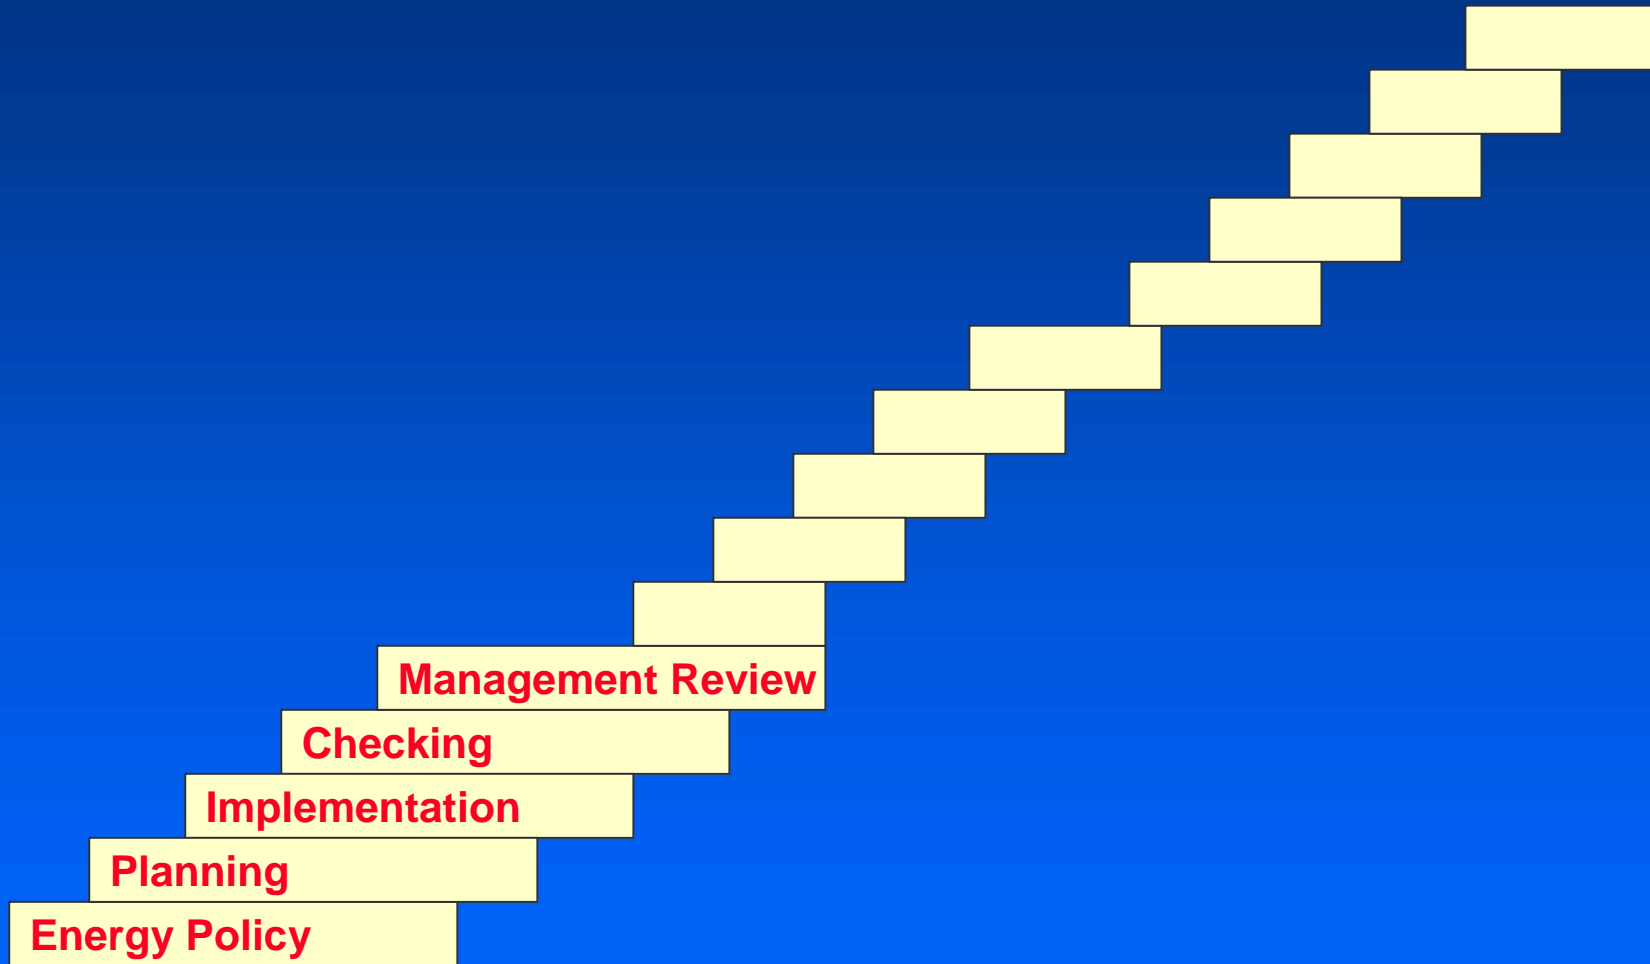 Management Review
Checking
Implementation
Planning
Energy Policy